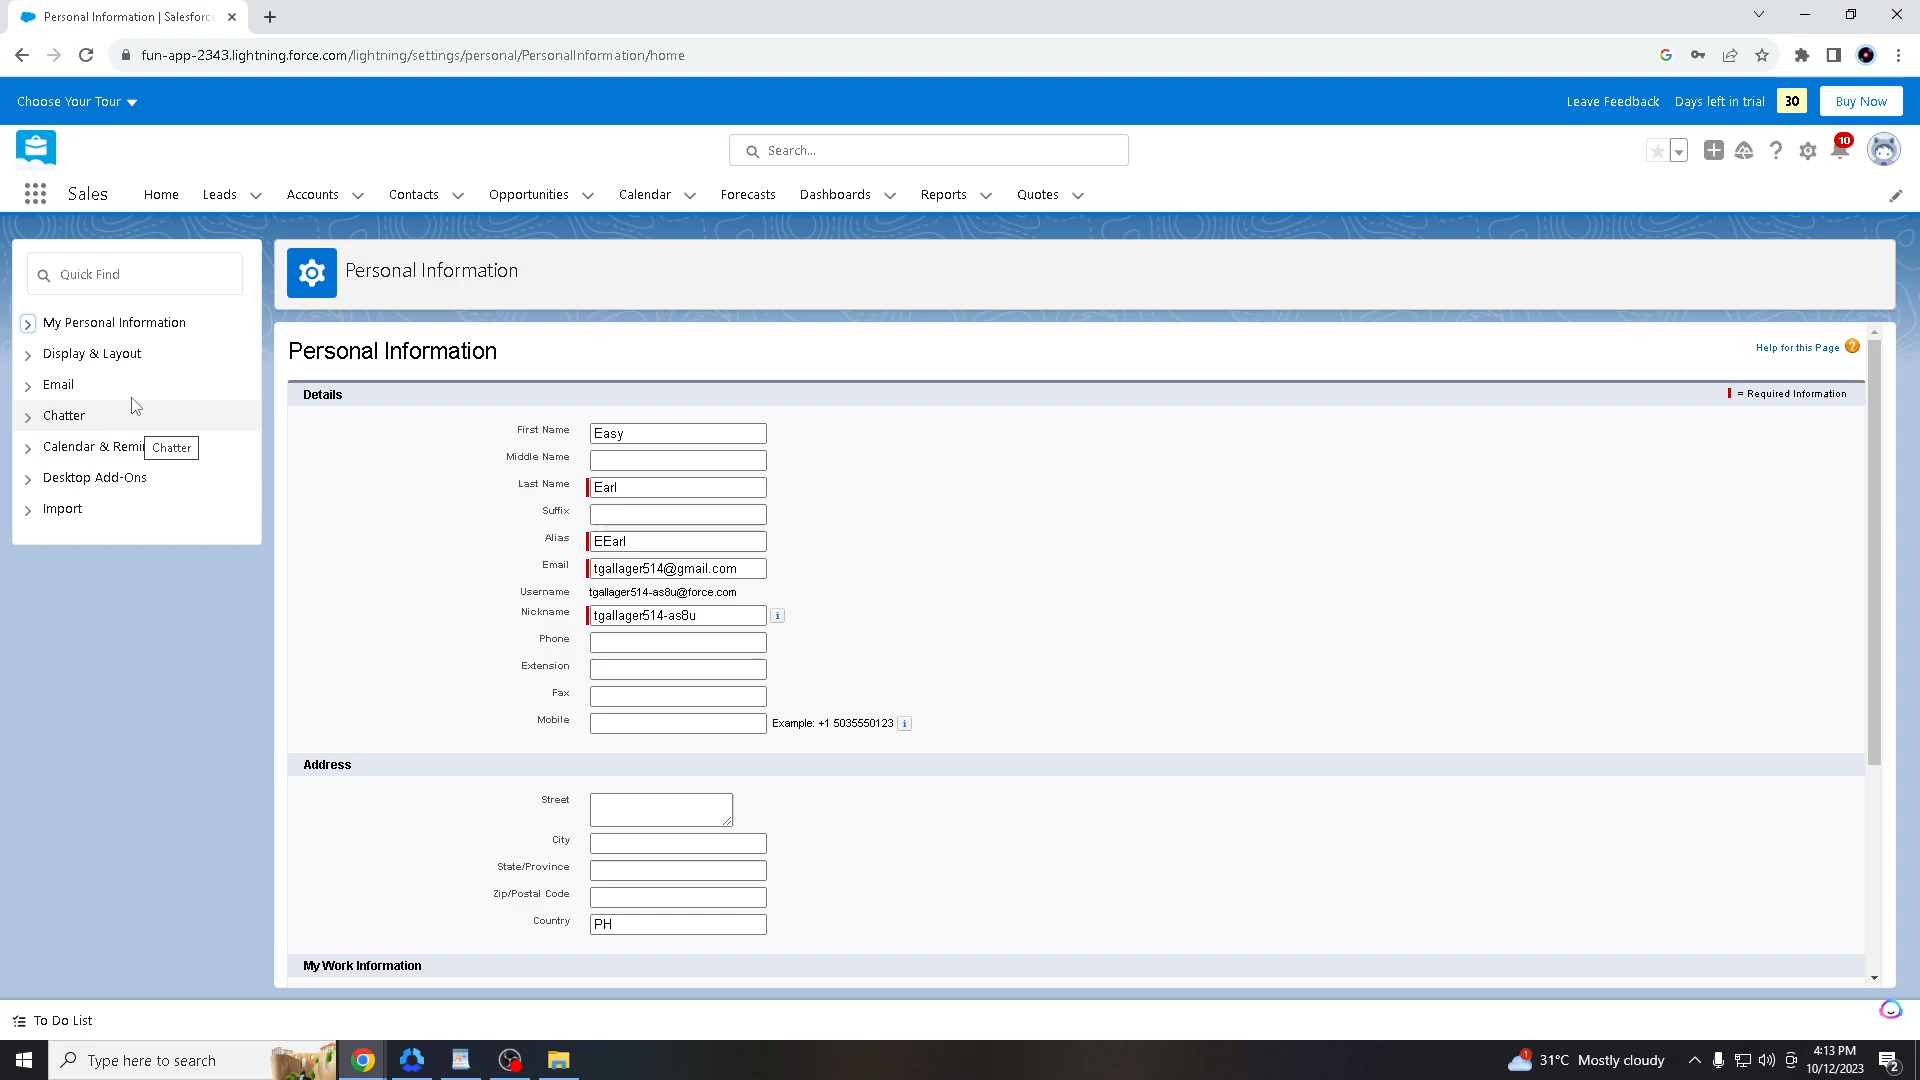 Personal Information | Salesforce
fun-app-2343.lightning.force.com/lightning/settings/personal/PersonalInformation/home
Choose Your Tour
Leave Feedback
Days left in trial
30
Buy Now
Search...
10
Sales
Home
Leads
Accounts
Contacts
Opportunities
Calendar
Forecasts
Dashboards
Reports
Quotes
Quick Find
My Personal Information
Display & Layout
Email
Chatter
Calendar & Remi
Chatter
Desktop Add-Ons
Import
Personal Information
Personal Information
Help for this Page
Details
= Required Information
First Name
Easy
Middle Name
Last Name
Earl
Suffix
Alias
EEarl
Email
tgallager514@gmail.com
Username
tgallager514-as8u@force.com
Nickname
tgallager514-as8u
Phone
Extension
Fax
Mobile
Example: +1 5035550123
Address
Street
City
State/Province
Zip/Postal Code
Country
PH
My Work Information
To Do List
Type here to search
1
31°C Mostly cloudy
4:13 PM
10/12/2023
2